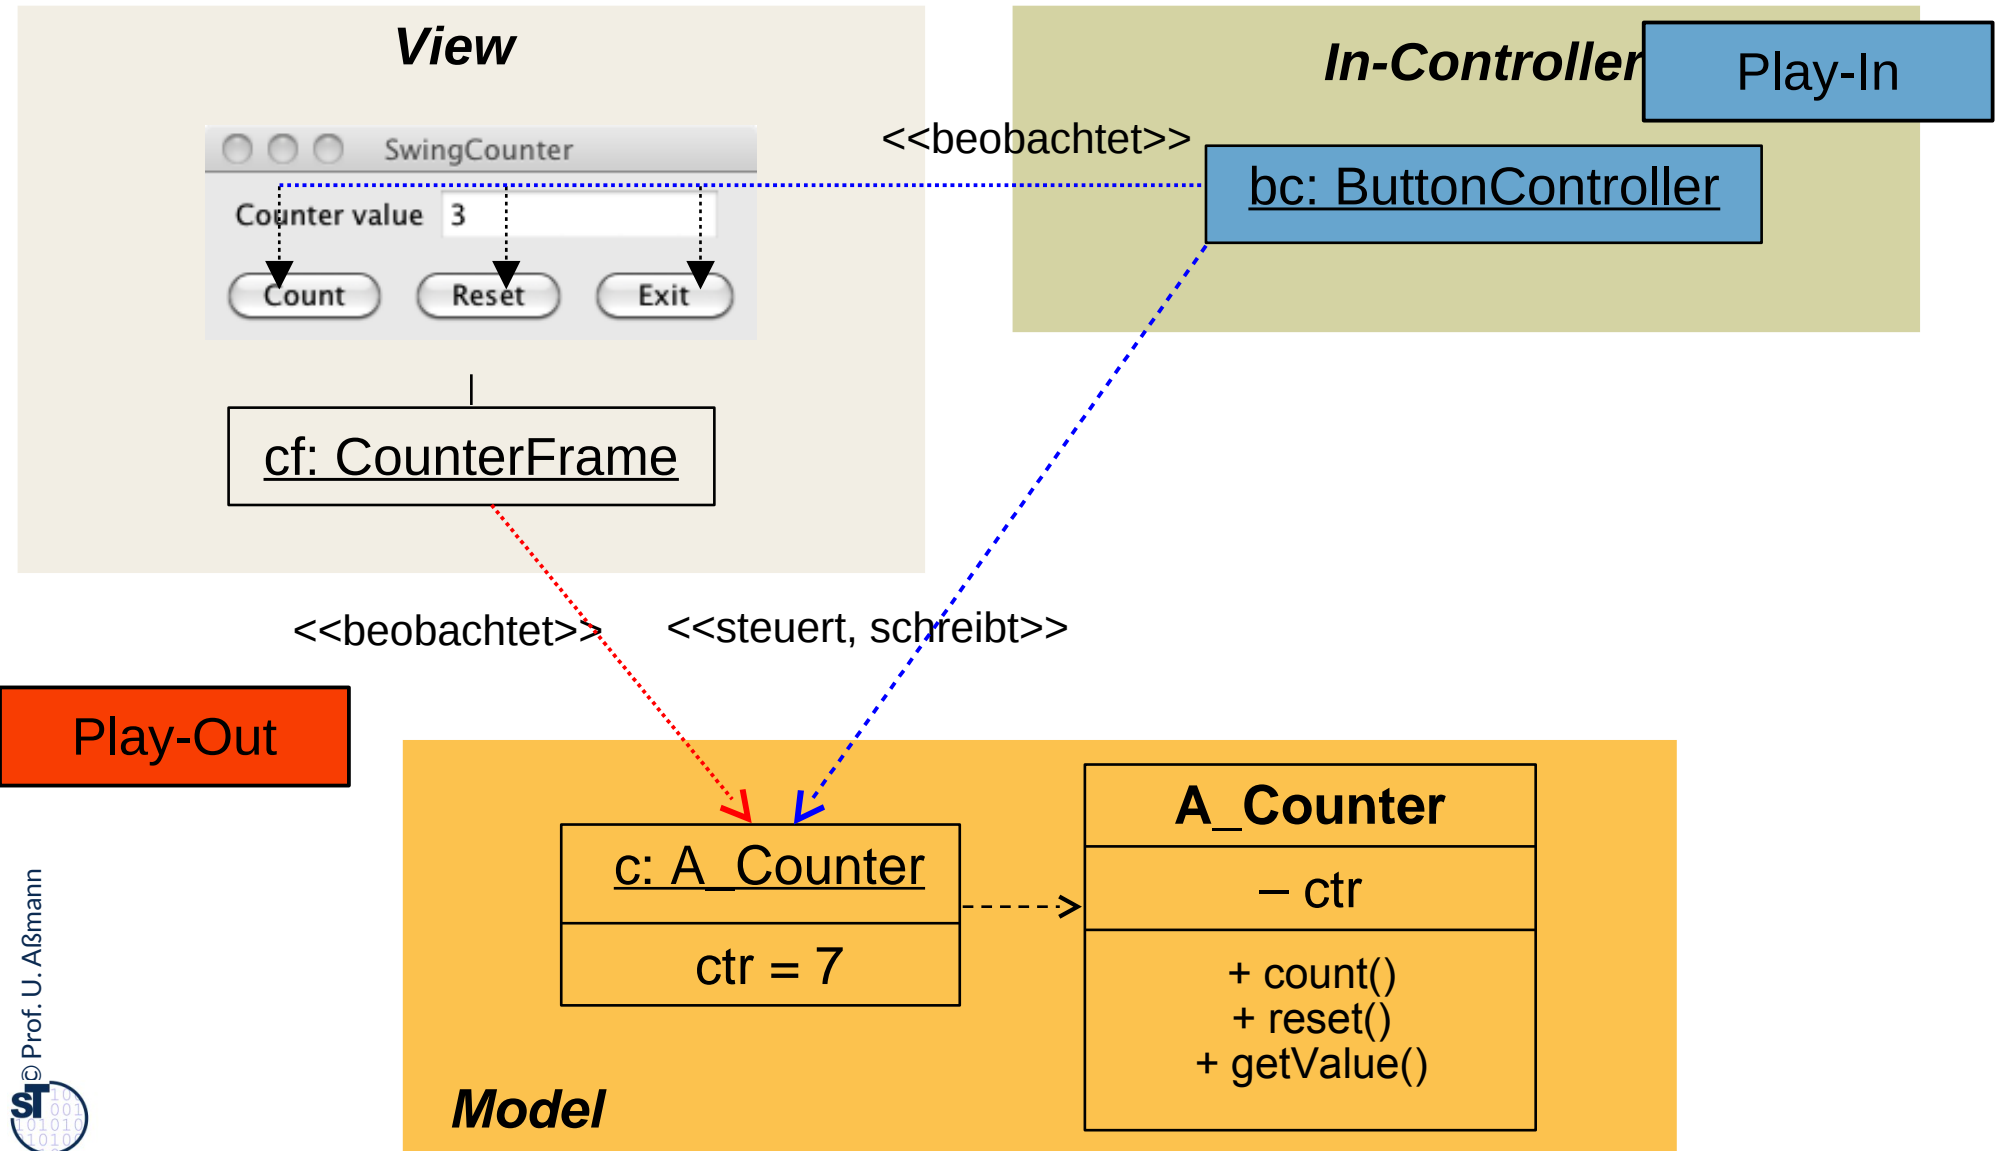 View
In-Controller
Play-In
<<beobachtet>>
SwingCounter
bc: ButtonController
Counter value 3
Count Reset Exit
cf: CounterFrame
<<beobachtet>>
<<steuert, schreibt>>
Play-Out
A_Counter
c: A_Counter
– ctr
ctr = 7
+ count()
+ reset()
+ getValue()
Model
© Prof. U. Aßmann
ST